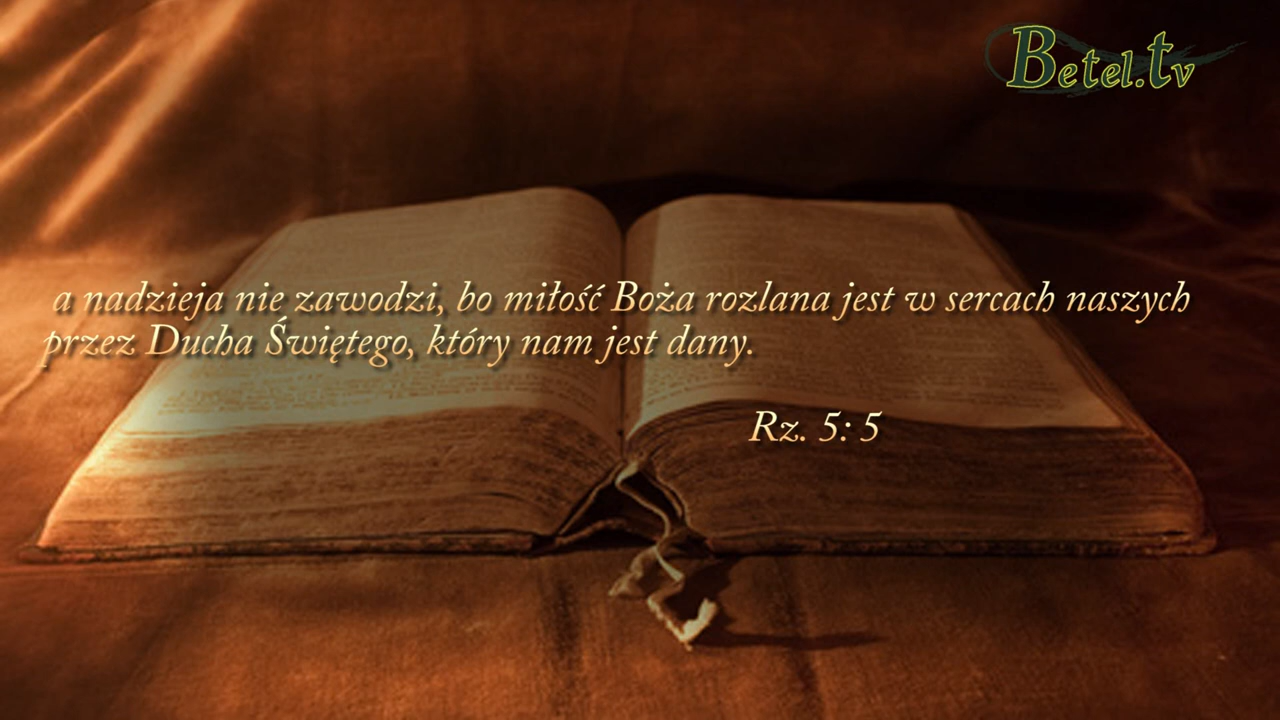 Betel.tv
a nadzieja nie zawodzi, bo miłość Boża rozlana jest w sercach naszych
przez Ducha Świętego, który nam jest dany.
Rz. 5: 5